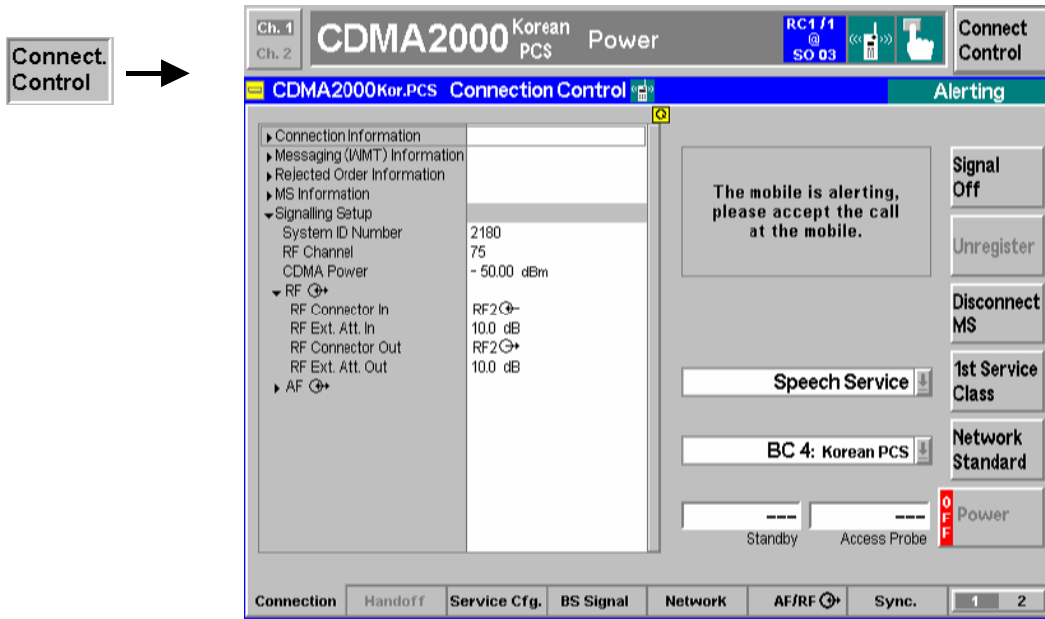 Connect.
Control
Ch. 1
Ch. 2
CDMA2000 Korean PCS Power
RC1/1
@
SO 03
Connect
Control
CDMA2000 Kor.PCS Connection Control
Alerting
Connection Information
Messaging (WMT) Information
Rejected Order Information
MS Information
Signalling Setup
System ID Number 2180
RF Channel 75
CDMA Power - 50.00 dBm
RF
RF Connector In RF2
RF Ext. Att. In 10.0 dB
RF Connector Out RF2
RF Ext. Att. Out 10.0 dB
AF
The mobile is alerting,
please accept the call
at the mobile.
Speech Service
BC 4: Korean PCS
--- ---
Standby Access Probe
Signal
Off
Unregister
Disconnect
MS
1st Service
Class
Network
Standard
OFF
Power
Connection Handoff Service Cfg. BS Signal Network AF/RF Sync. 1 2